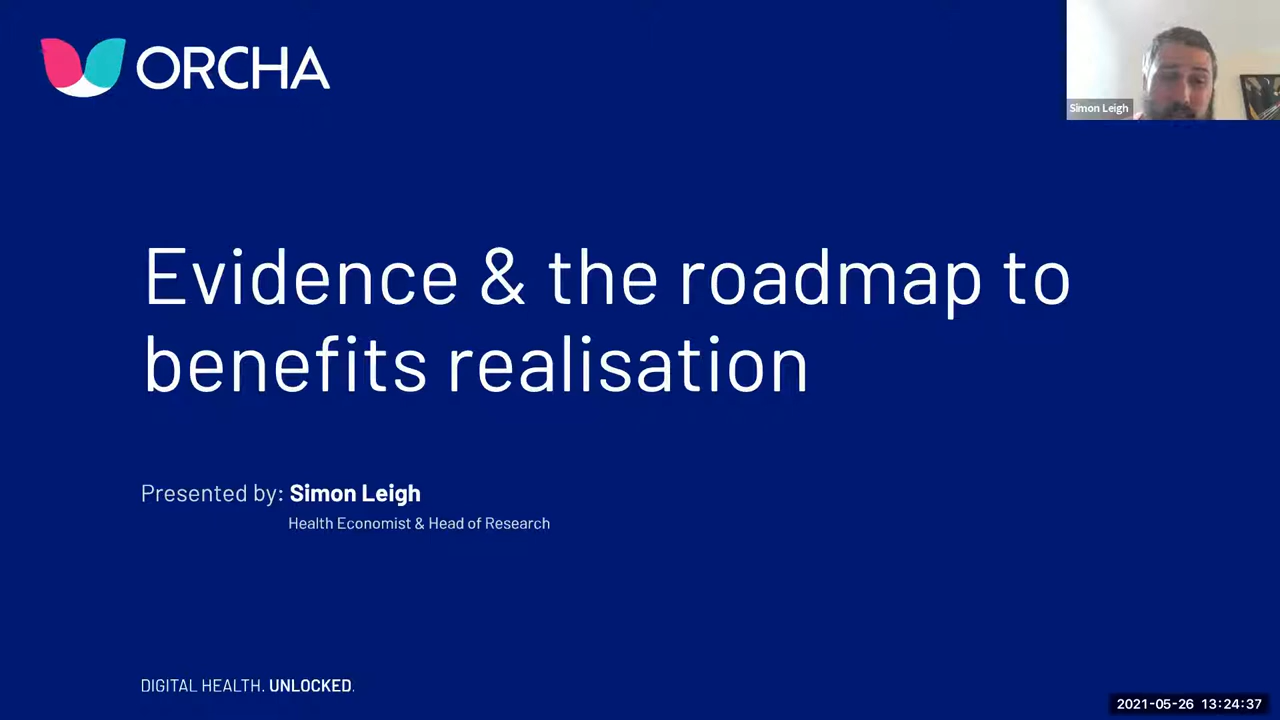 ORCHA
Simon Leigh
Evidence & the roadmap to
benefits realisation
Presented by: Simon Leigh
Health Economist & Head of Research
DIGITAL HEALTH. UNLOCKED.
2021-05-26 13:24:37